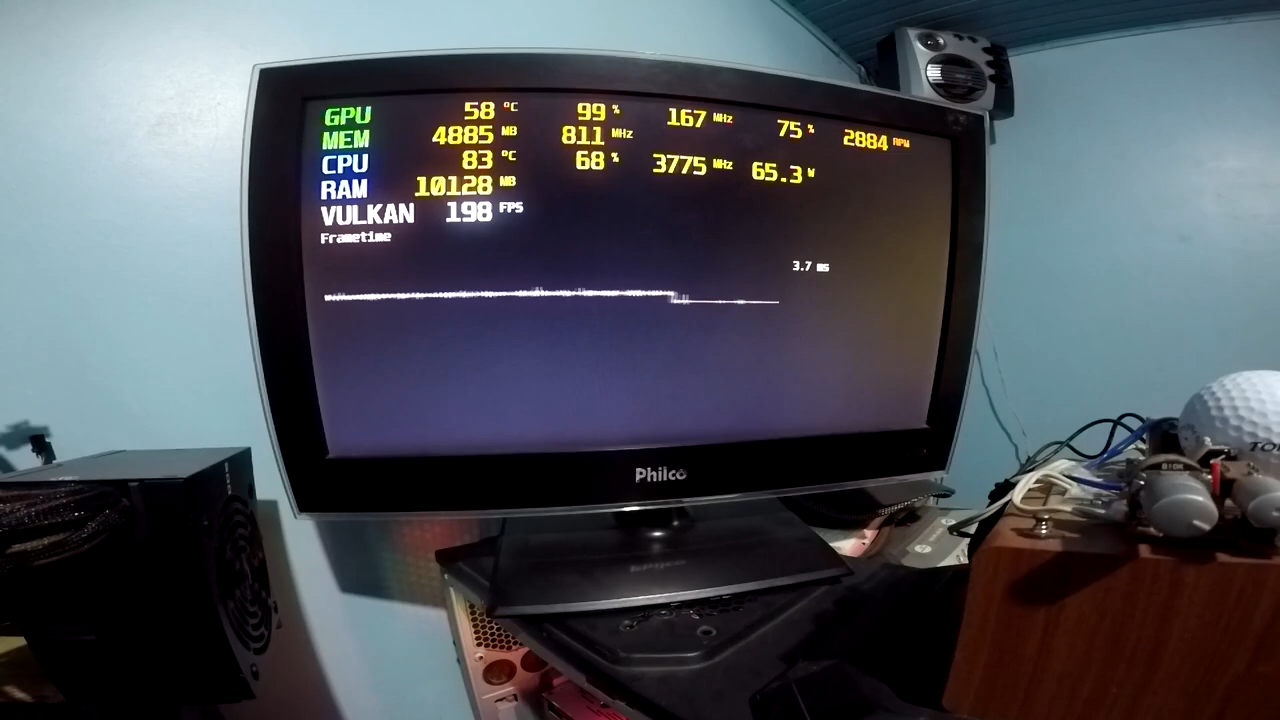 GPU 58 °C 99 % 167 MHz 75 % 2884 RPM
MEM 4885 MB 811 MHz
CPU 83 °C 68 % 3775 MHz 65.3 W
RAM 10128 MB
VULKAN 198 FPS
Frametime
3.7 ms
Philco
B10K